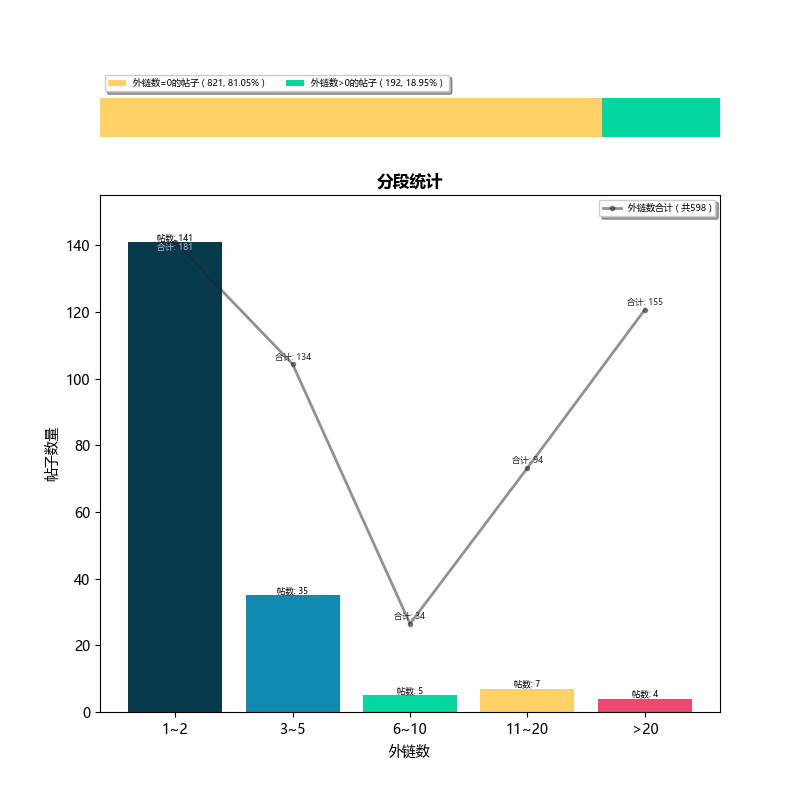 外链数=0的帖子 ( 821, 81.05% )  外链数>0的帖子 ( 192, 18.95% )
分段统计
外链数合计 ( 共598 )
帖数: 141
合计: 181
合计: 134
合计: 34
合计: 94
合计: 155
帖数: 35
帖数: 5
帖数: 7
帖数: 4
140
120
100
80
60
40
20
0
帖子数量
1~2  3~5  6~10  11~20  >20
外链数